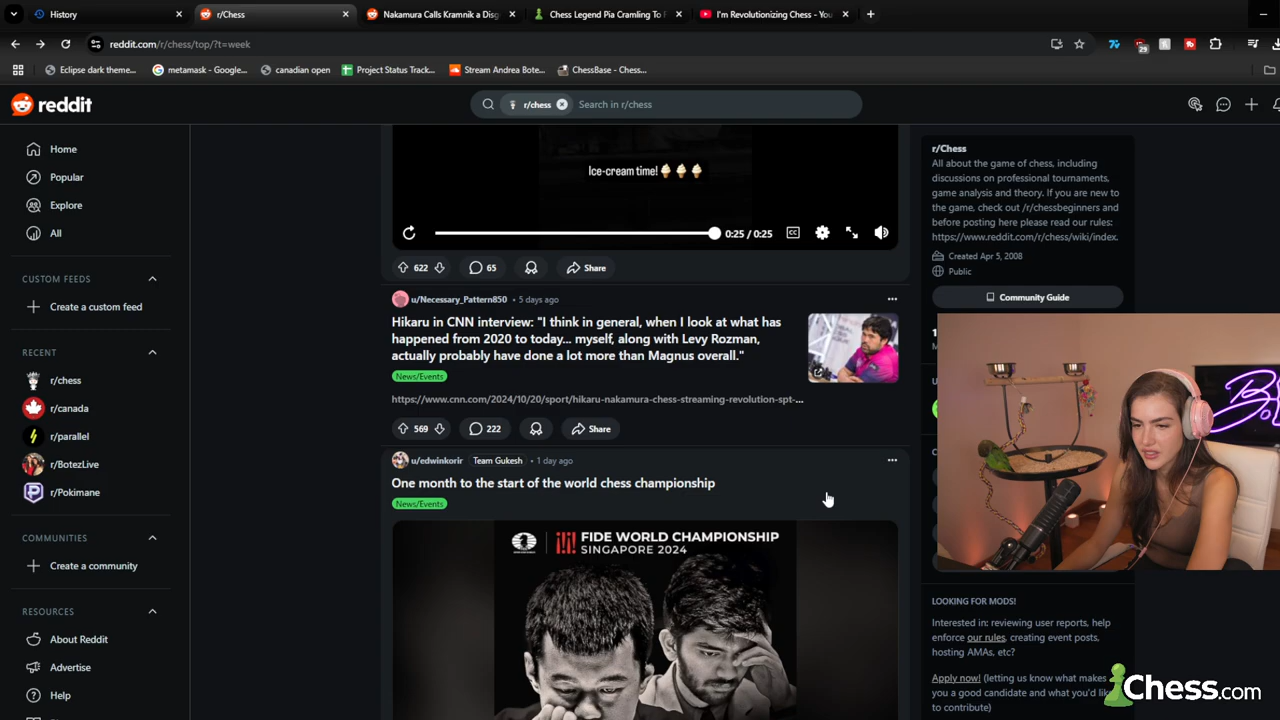 History
r/Chess
Nakamura Calls Kramnik a Disg
Chess Legend Pia Cramling To F
I'm Revolutionizing Chess - You
reddit.com/r/chess/top/?t=week
29
Eclipse dark theme...
metamask - Google...
canadian open
Project Status Track...
Stream Andrea Bote...
ChessBase - Chess...
reddit
r/chess
Search in r/chess
Home
Popular
Explore
All
CUSTOM FEEDS
Create a custom feed
RECENT
r/chess
r/canada
r/parallel
r/BotezLive
r/Pokimane
COMMUNITIES
Create a community
RESOURCES
About Reddit
Advertise
Help
Ice-cream time!🍦🍦🍦
0:25 / 0:25
CC
622
65
Share
u/Necessary_Pattern850 • 5 days ago
Hikaru in CNN interview: "I think in general, when I look at what has
happened from 2020 to today... myself, along with Levy Rozman,
actually probably have done a lot more than Magnus overall."
News/Events
https://www.cnn.com/2024/10/20/sport/hikaru-nakamura-chess-streaming-revolution-spt-...
569
222
Share
u/edwinkorir Team Gukesh • 1 day ago
One month to the start of the world chess championship
News/Events
FIDE WORLD CHAMPIONSHIP
SINGAPORE 2024
r/Chess
All about the game of chess, including
discussions on professional tournaments,
game analysis and theory. If you are new to
the game, check out /r/chessbeginners and
before posting here please read our rules:
https://www.reddit.com/r/chess/wiki/index.
Created Apr 5, 2008
Public
Community Guide
LOOKING FOR MODS!
Interested in: reviewing user reports, help
enforce our rules, creating event posts,
hosting AMAs, etc?
Apply now! (letting us know what makes
you a good candidate and what you'd like
to contribute)
Chess.com